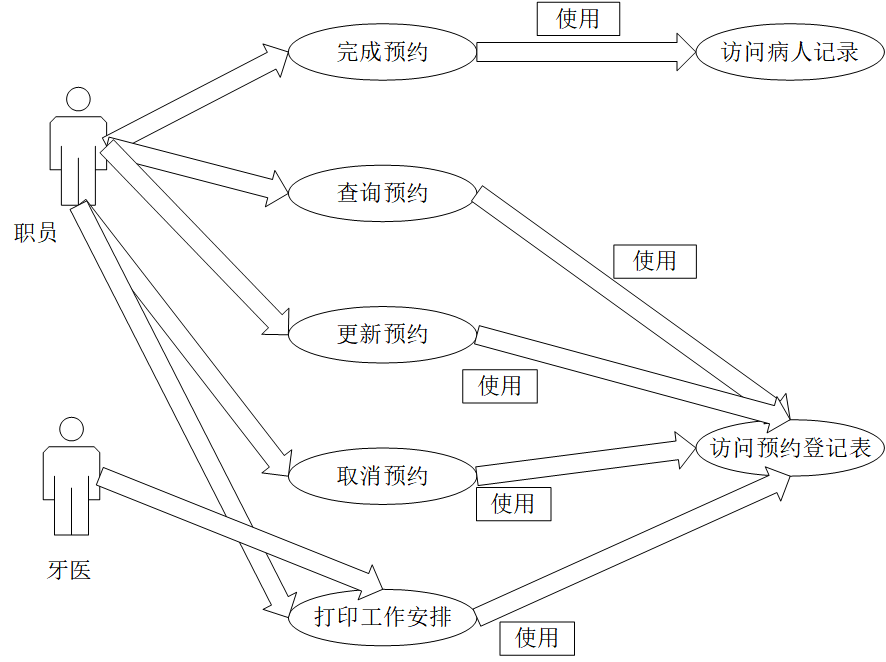 使用
完成预约
访问病人记录
查询预约
职员
使用
更新预约
使用
访问预约登记表
取消预约
使用
牙医
打印工作安排
使用